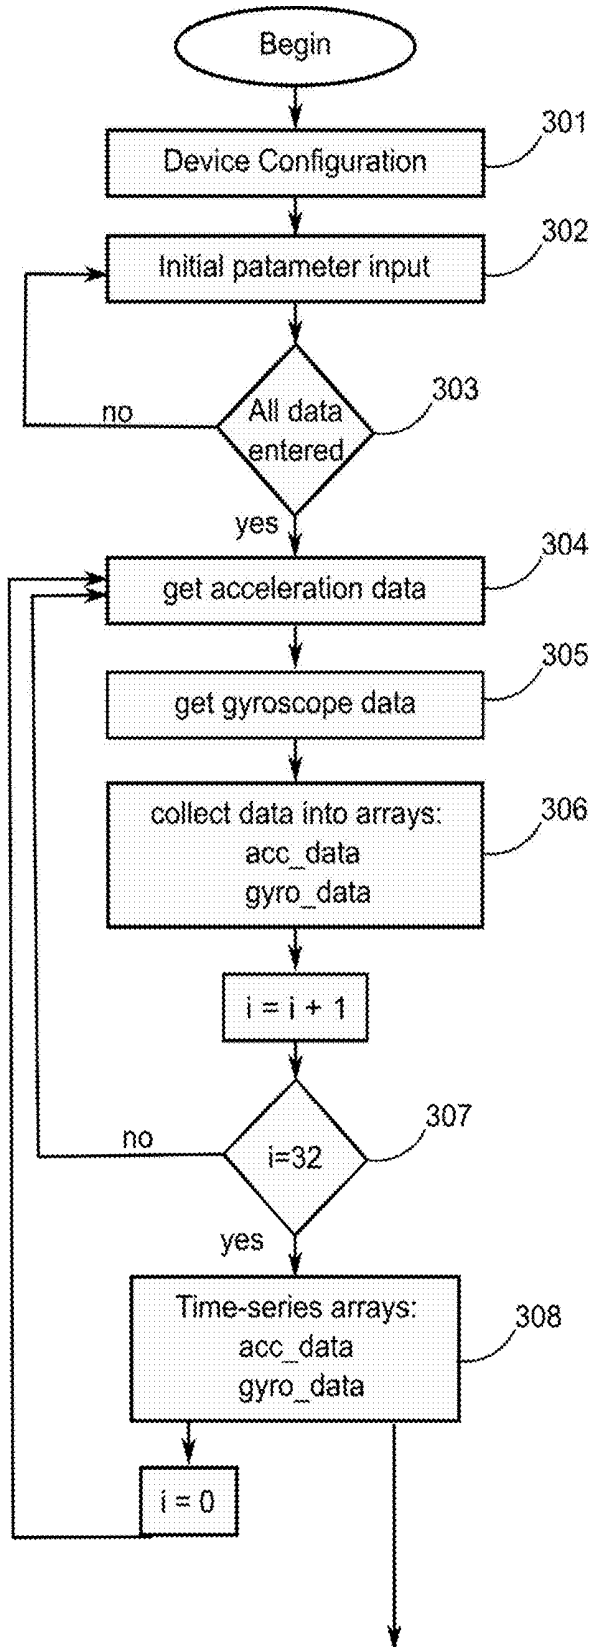 Begin
301
Device Configuration
302
Initial patameter input
303
All data
entered
no
yes
304
get acceleration data
305
get gyroscope data
306
collect data into arrays:
acc_data
gyro_data
i = i + 1
307
no
i=32
yes
Time-series arrays:
308
acc_data
gyro_data
i = 0